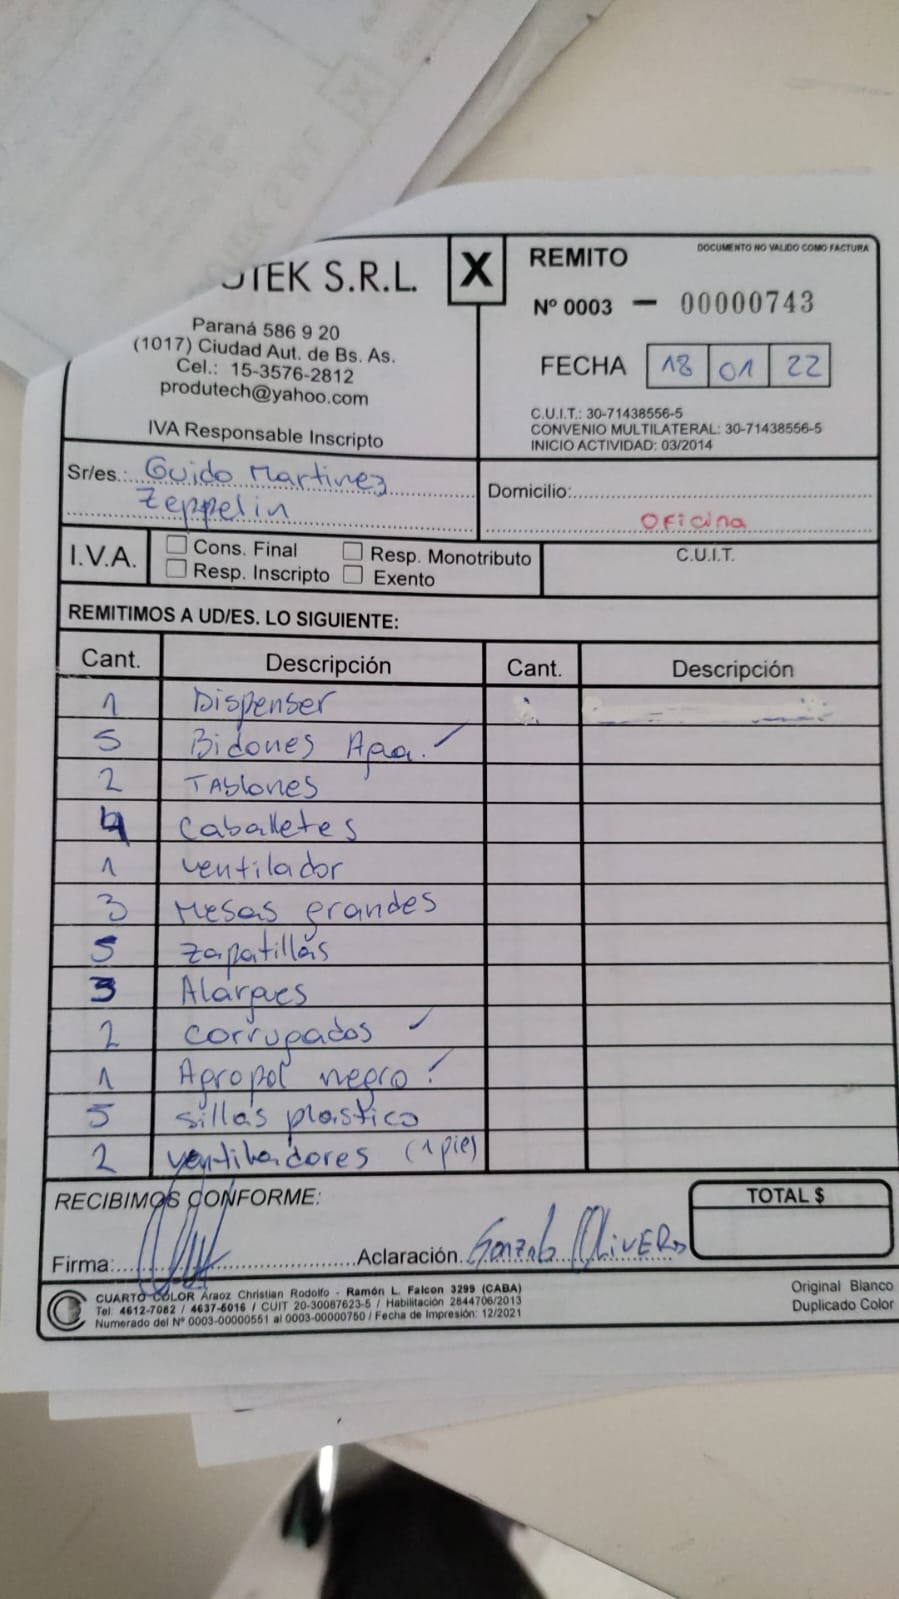 UTEK S.R.L.
X
REMITO
DOCUMENTO NO VALIDO COMO FACTURA
Nº 0003 — 00000743
Paraná 586 9 20
(1017) Ciudad Aut. de Bs. As.
Cel.: 15-3576-2812
produtech@yahoo.com
IVA Responsable Inscripto
FECHA 18 01 22
C.U.I.T.: 30-71438556-5
CONVENIO MULTILATERAL: 30-71438556-5
INICIO ACTIVIDAD: 03/2014
Sr/es.: Guido Martinez
Zeppelin
Domicilio:
Oficina
I.V.A.
Cons. Final
Resp. Monotributo
Resp. Inscripto
Exento
C.U.I.T.
REMITIMOS A UD/ES. LO SIGUIENTE:
Cant. Descripción Cant. Descripción
1 Dispenser
5 Bidones Agua. ✓
2 Tablones
4 Caballetes
1 Ventilador
3 Mesas grandes
5 Zapatillas
3 Alargues
2 corrugados ✓
1 Agropol negro ✓
5 sillas plastico
2 ventiladores (1 pie)
RECIBIMOS CONFORME:
TOTAL $
Firma: Aclaración Gonzalo Olivero
CUARTO COLOR Araoz Christian Rodolfo - Ramón L. Falcon 3299 (CABA)
Tel: 4612-7082 / 4637-6016 / CUIT 20-30087623-5 / Habilitación 2844706/2013
Numerado del Nº 0003-00000551 al 0003-00000750 / Fecha de Impresión: 12/2021
Original Blanco
Duplicado Color